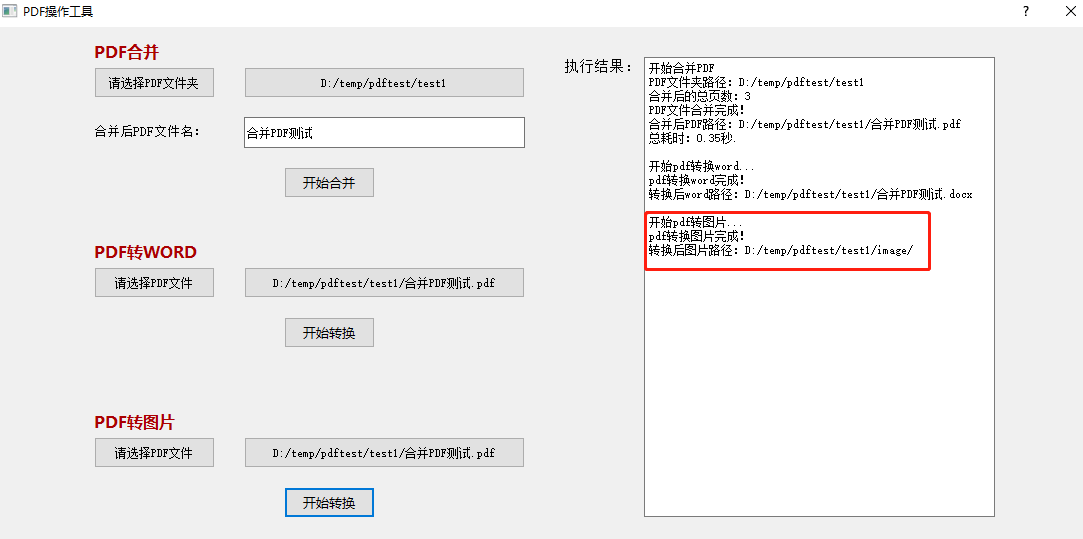 PDF操作工具
?
PDF合并
请选择PDF文件夹
D:/temp/pdftest/test1
合并后PDF文件名：
合并PDF测试
开始合并
PDF转WORD
请选择PDF文件
D:/temp/pdftest/test1/合并PDF测试.pdf
开始转换
PDF转图片
请选择PDF文件
D:/temp/pdftest/test1/合并PDF测试.pdf
开始转换
执行结果：
开始合并PDF
PDF文件夹路径：D:/temp/pdftest/test1
合并后的总页数：3
PDF文件合并完成！
合并后PDF路径：D:/temp/pdftest/test1/合并PDF测试.pdf
总耗时：0.35秒.
开始pdf转换word...
pdf转换word完成！
转换后word路径：D:/temp/pdftest/test1/合并PDF测试.docx
开始pdf转图片...
pdf转换图片完成！
转换后图片路径：D:/temp/pdftest/test1/image/